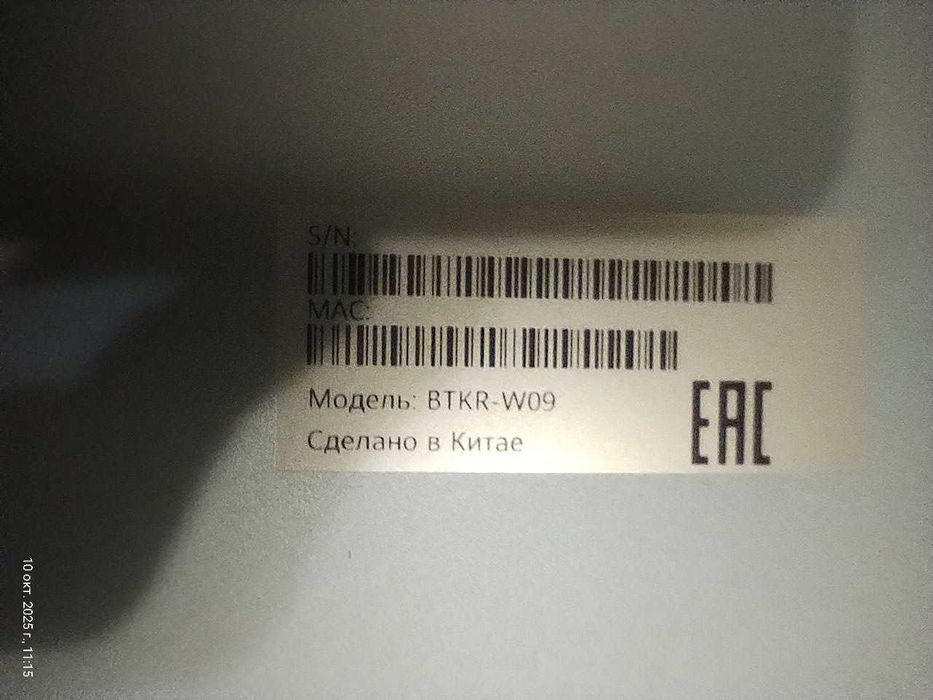 S/N:
MAC:
Модель: BTKR-W09
Сделано в Китае
EAC
10 окт. 2025 г., 11:15